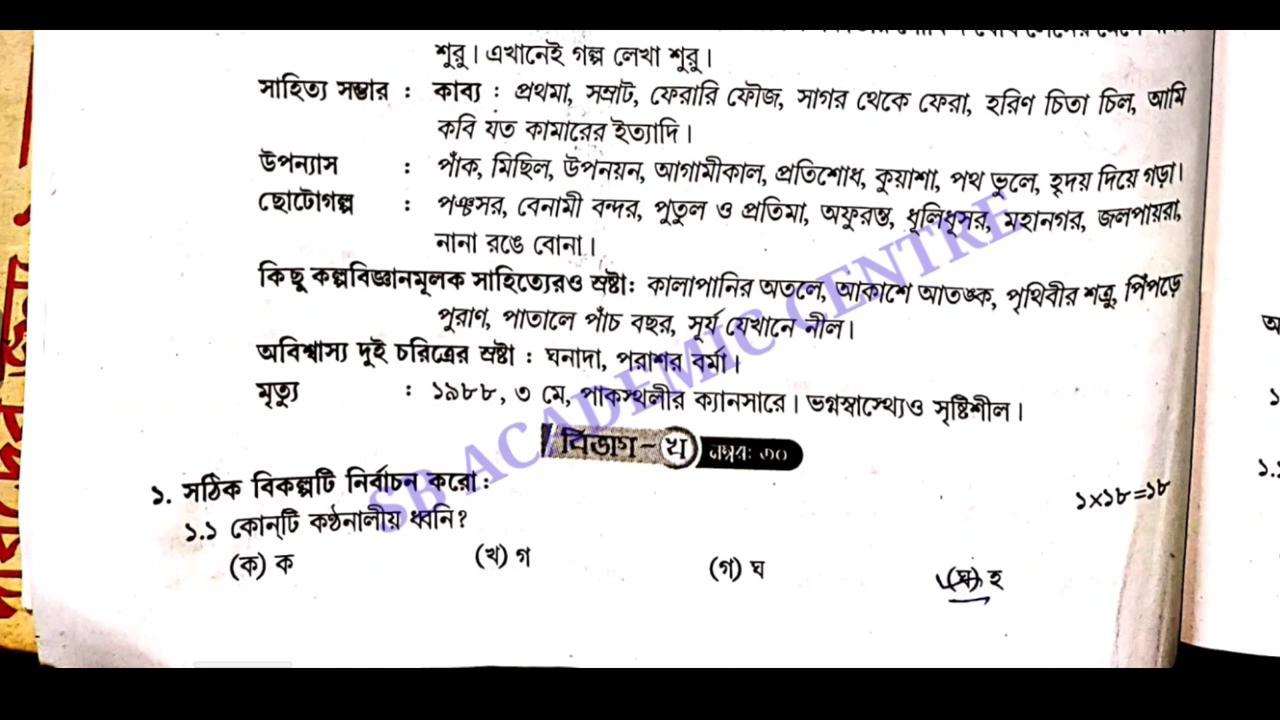 শুরু। এখানেই গল্প লেখা শুরু।
সাহিত্য সম্ভার : কাব্য : প্রথমা, সম্রাট, ফেরারি ফৌজ, সাগর থেকে ফেরা, হরিণ চিতা চিল, আমি
কবি যত কামারের ইত্যাদি।
উপন্যাস : পাঁক, মিছিল, উপনয়ন, আগামীকাল, প্রতিশোধ, কুয়াশা, পথ ভুলে, হৃদয় দিয়ে গড়া।
ছোটোগল্প : পঞ্চসর, বেনামী বন্দর, পুতুল ও প্রতিমা, অফুরন্ত, ধূলিধূসর, মহানগর, জলপায়রা,
নানা রঙে বোনা।
কিছু কল্পবিজ্ঞানমূলক সাহিত্যেরও স্রষ্টা: কালাপানির অতলে, আকাশে আতঙ্ক, পৃথিবীর শত্রু, পিঁপড়ে
পুরাণ, পাতালে পাঁচ বছর, সূর্য যেখানে নীল।
অবিশ্বাস্য দুই চরিত্রের স্রষ্টা : ঘনাদা, পরাশর বর্মা।
মৃত্যু : ১৯৮৮, ৩ মে, পাকস্থলীর ক্যানসারে। ভগ্নস্বাস্থ্যেও সৃষ্টিশীল।
SB ACADEMIC CENTRE
বিভাগ - খ নম্বর: ৩০
১. সঠিক বিকল্পটি নির্বাচন করো: ১×১৮=১৮
১.১ কোন্‌টি কণ্ঠনালীয় ধ্বনি?
(ক) ক (খ) গ (গ) ঘ (ঘ) হ